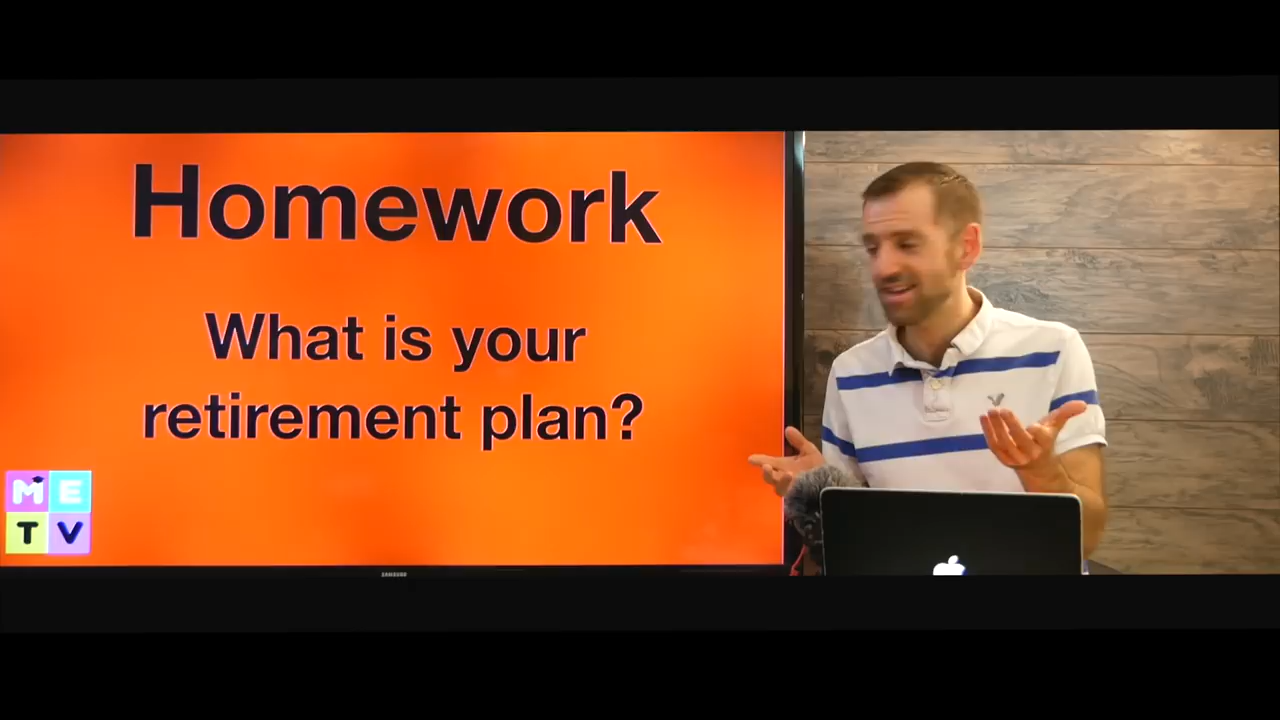 Homework
What is your
retirement plan?
M E
T V
SAMSUNG